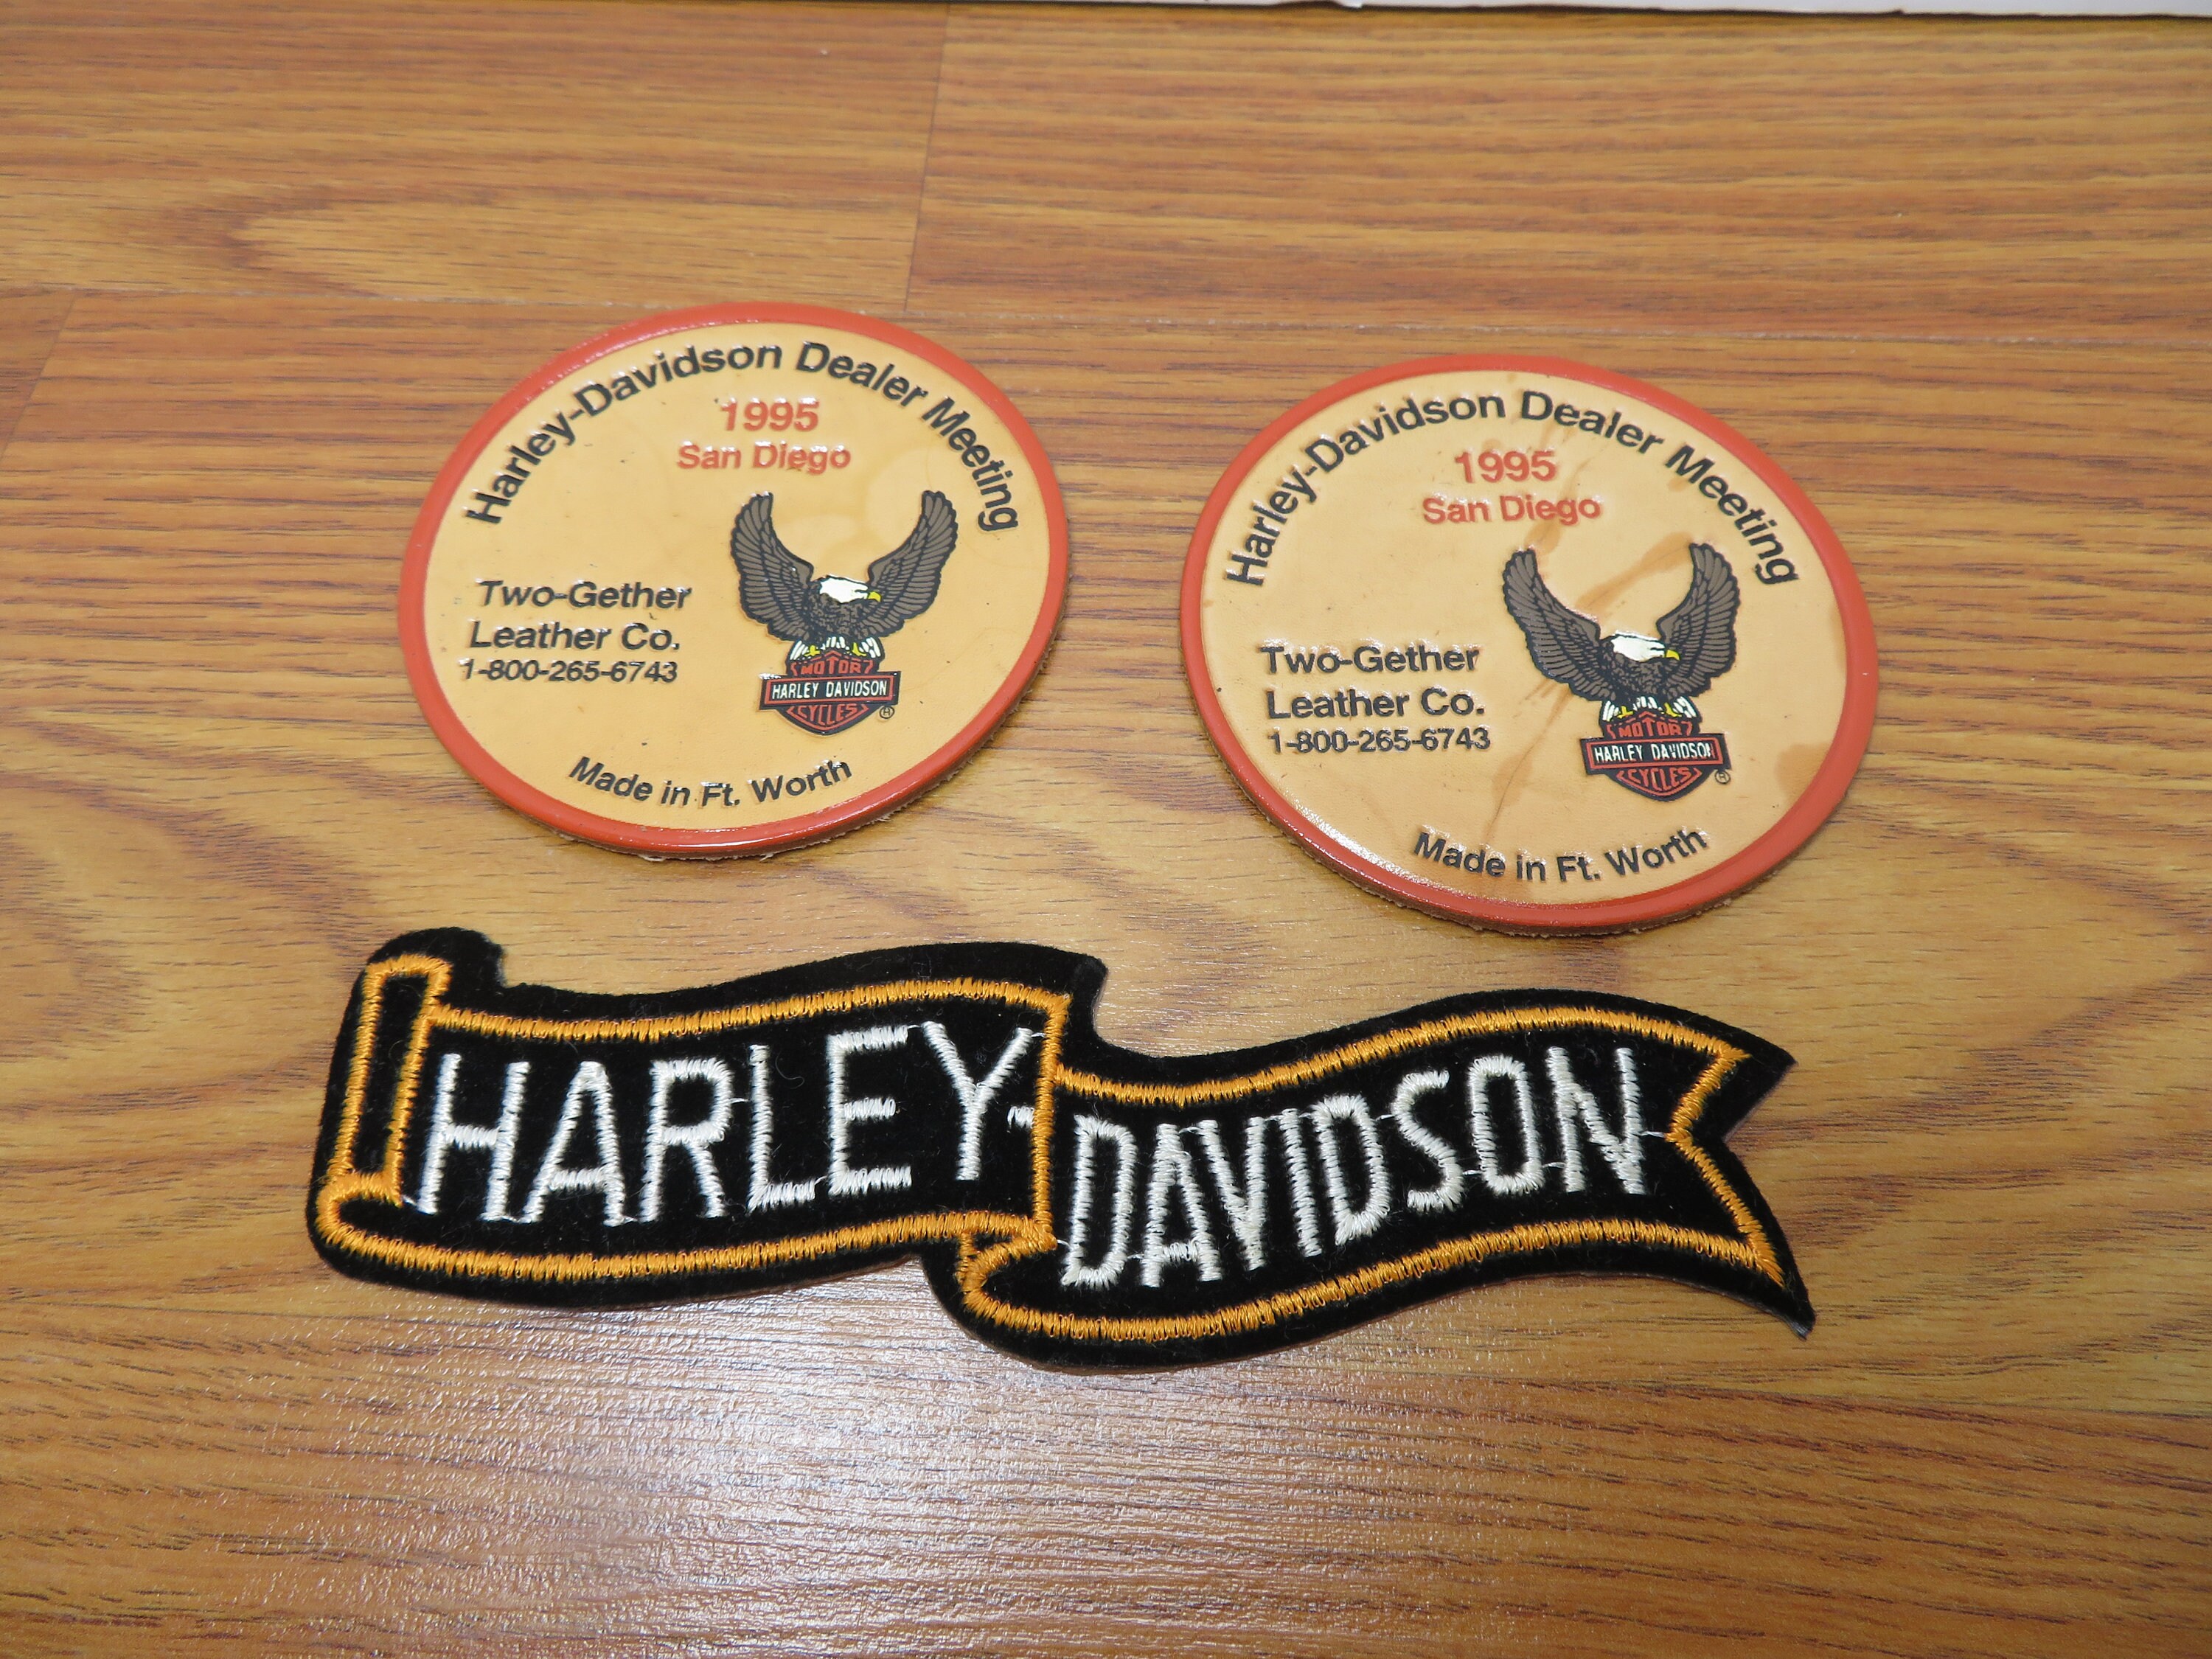 Harley-Davidson Dealer Meeting
1995
San Diego
Two-Gether
Leather Co.
1-800-265-6743
MOTOR
HARLEY DAVIDSON
CYCLES
®
Made in Ft. Worth
Harley-Davidson Dealer Meeting
1995
San Diego
Two-Gether
Leather Co.
1-800-265-6743
MOTOR
HARLEY DAVIDSON
CYCLES
®
Made in Ft. Worth
HARLEY-DAVIDSON